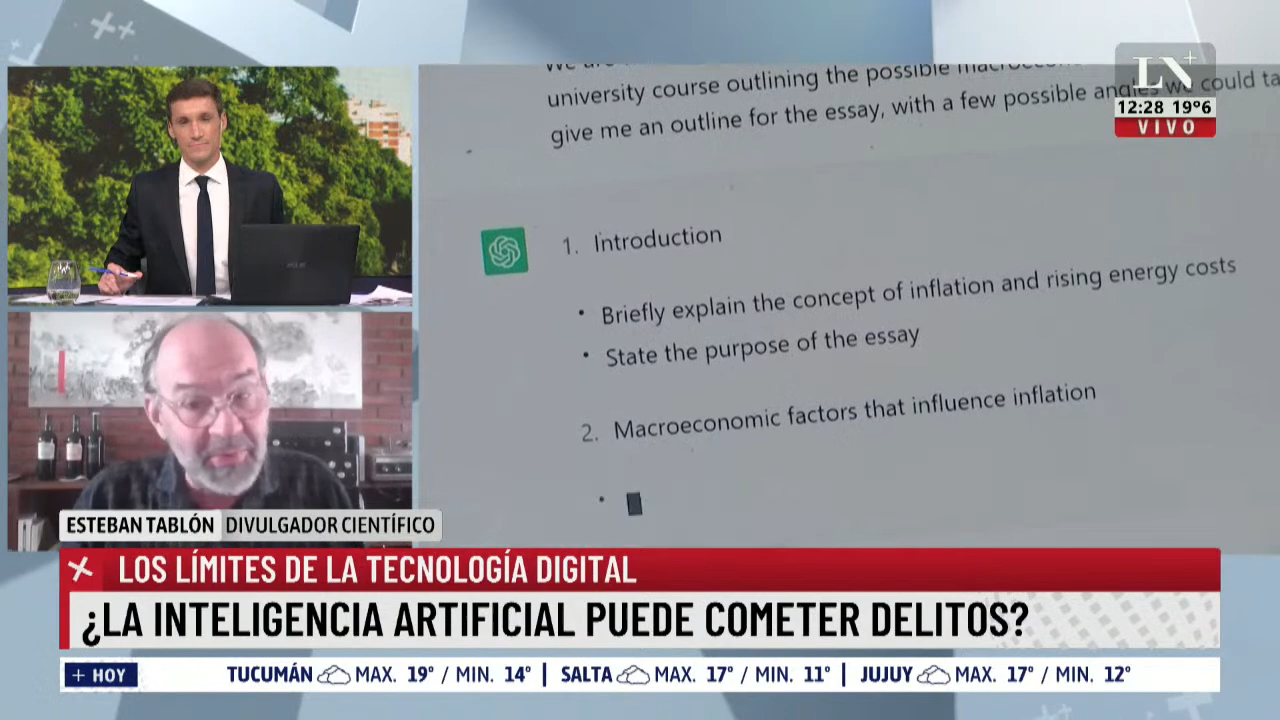 LN+
12:28 19°6
VIVO
university course outlining the possible
give me an outline for the essay, with a few possible angles we could
1. Introduction
• Briefly explain the concept of inflation and rising energy costs
• State the purpose of the essay
2. Macroeconomic factors that influence inflation
•
ESTEBAN TABLÓN DIVULGADOR CIENTÍFICO
LOS LÍMITES DE LA TECNOLOGÍA DIGITAL
¿LA INTELIGENCIA ARTIFICIAL PUEDE COMETER DELITOS?
+ HOY TUCUMÁN MAX. 19° / MIN. 14° | SALTA MAX. 17° / MIN. 11° | JUJUY MAX. 17° / MIN. 12°